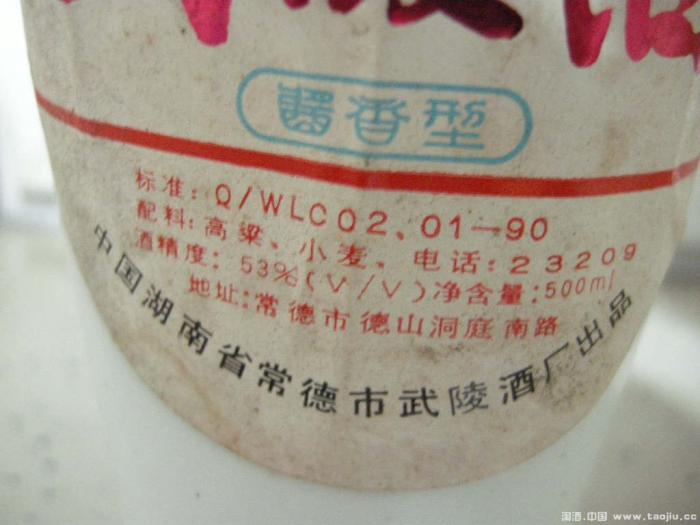 醬香型
标准: Q/WLC02.01—90
配料: 高粱、小麦、电话: 23209
酒精度: 53%(V/V)净含量:500ml
地址:常德市德山洞庭南路
中国湖南省常德市武陵酒厂出品
淘酒.中国 www.taojiu.cc